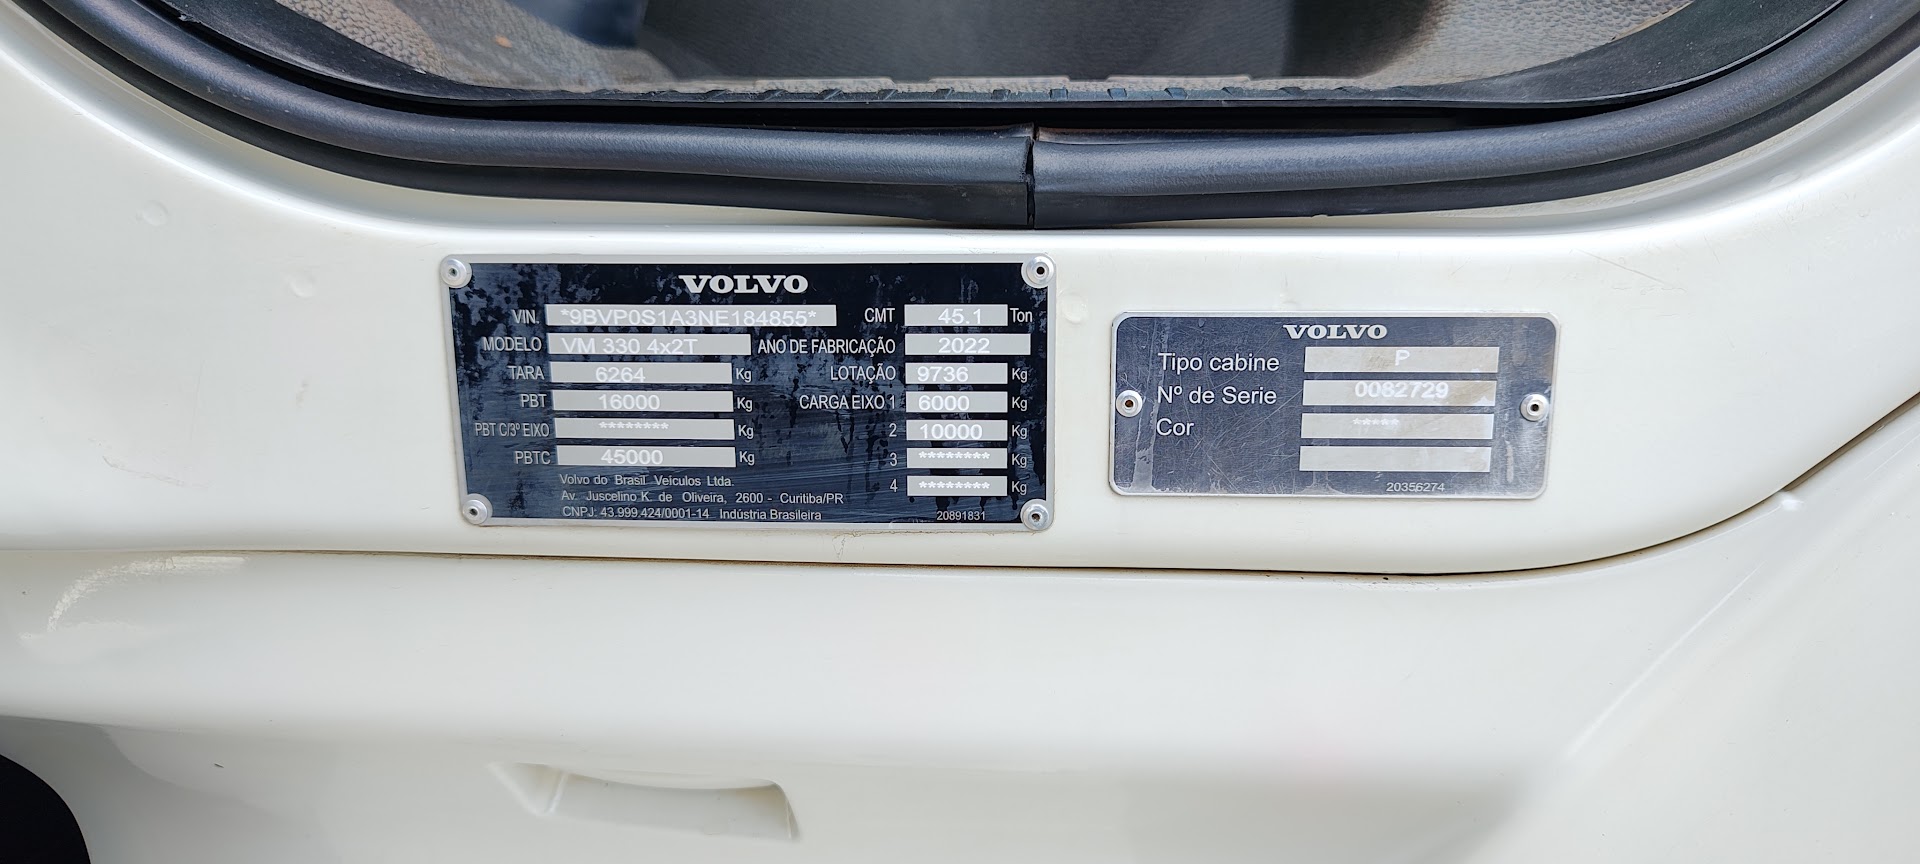 VOLVO
VIN. *9BVP0S1A3NE184855* CMT 45.1 Ton
MODELO VM 330 4x2T ANO DE FABRICAÇÃO 2022
TARA 6264 Kg LOTAÇÃO 9736 Kg
PBT 16000 Kg CARGA EIXO 1 6000 Kg
PBT C/3º EIXO ******** Kg 2 10000 Kg
PBTC 45000 Kg 3 ******** Kg
4 ******** Kg
Volvo do Brasil Veículos Ltda.
Av. Juscelino K. de Oliveira, 2600 - Curitiba/PR
CNPJ: 43.999.424/0001-14 Indústria Brasileira 20891831
VOLVO
Tipo cabine P
Nº de Serie 0082729
Cor *****
20356274